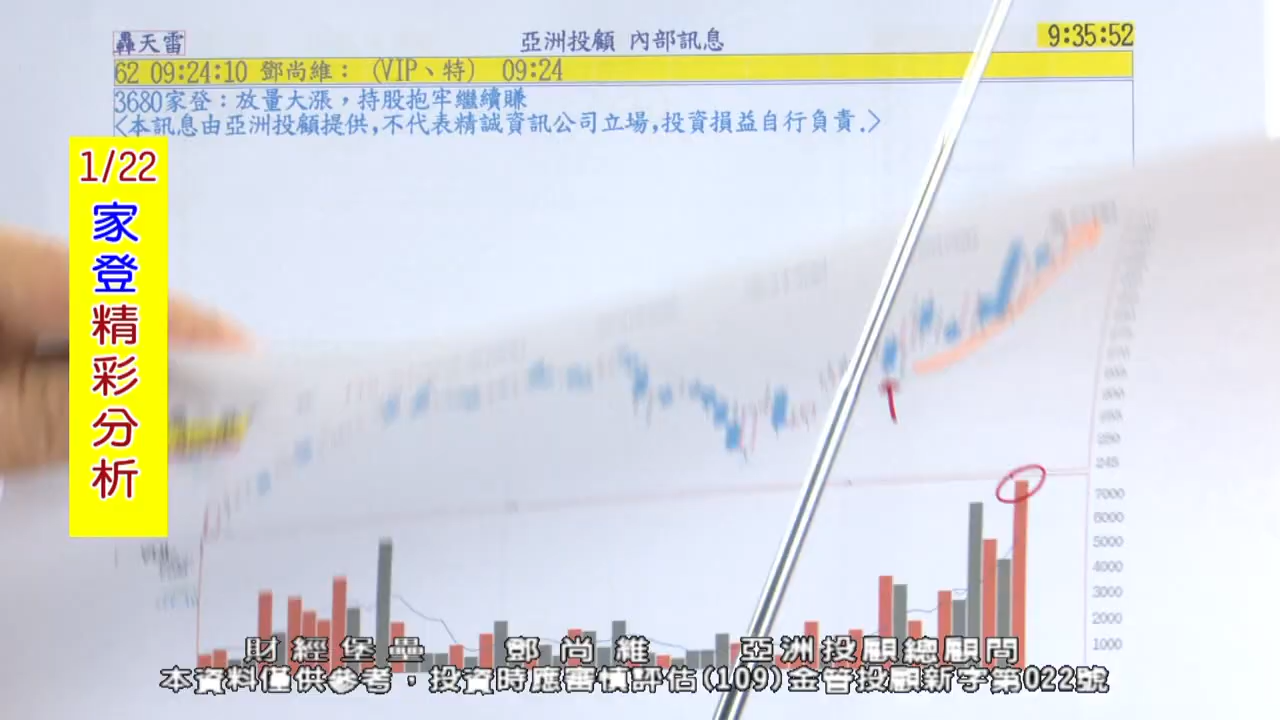 轟天雷
亞洲投顧 內部訊息
9:35:52
62 09:24:10 鄧尚維：（VIP、特） 09:24
3680家登：放量大漲，持股抱牢繼續賺
<本訊息由亞洲投顧提供,不代表精誠資訊公司立場,投資損益自行負責.>
1/22
家登精彩分析
245
7000
6000
5000
4000
3000
2000
1000
財經堡壘 鄧尚維 亞洲投顧總顧問
本資料僅供參考，投資時應審慎評估(109)金管投顧新字第022號